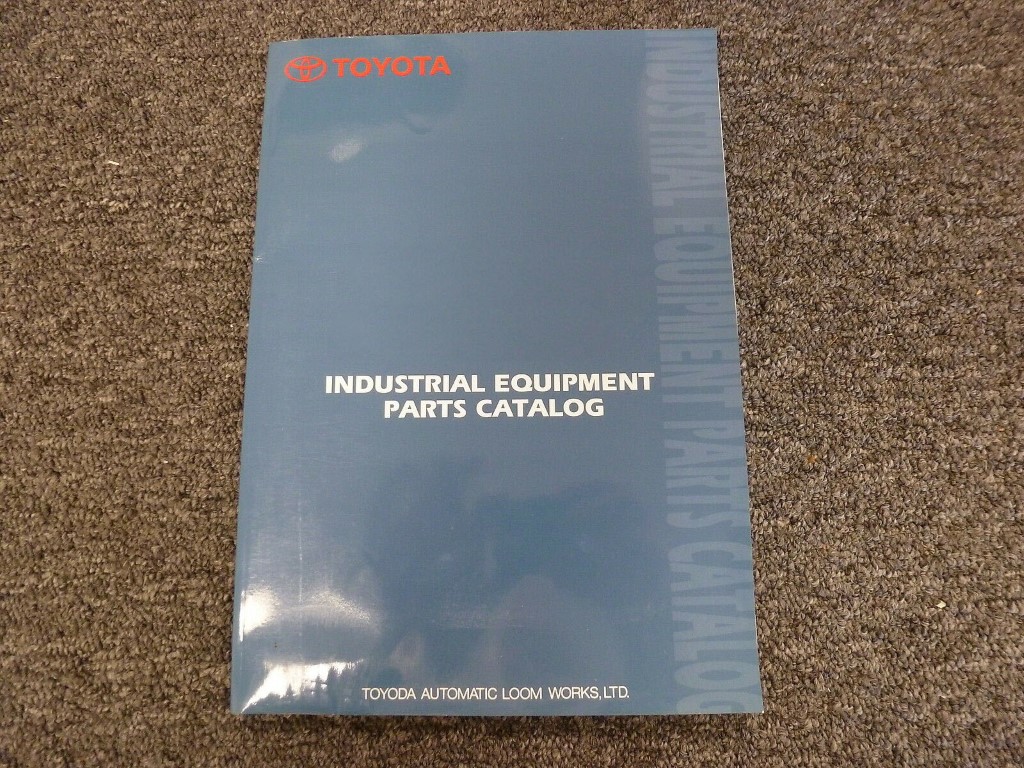 TOYOTA
INDUSTRIAL EQUIPMENT PARTS CATALOG
INDUSTRIAL EQUIPMENT
PARTS CATALOG
TOYODA AUTOMATIC LOOM WORKS,LTD.